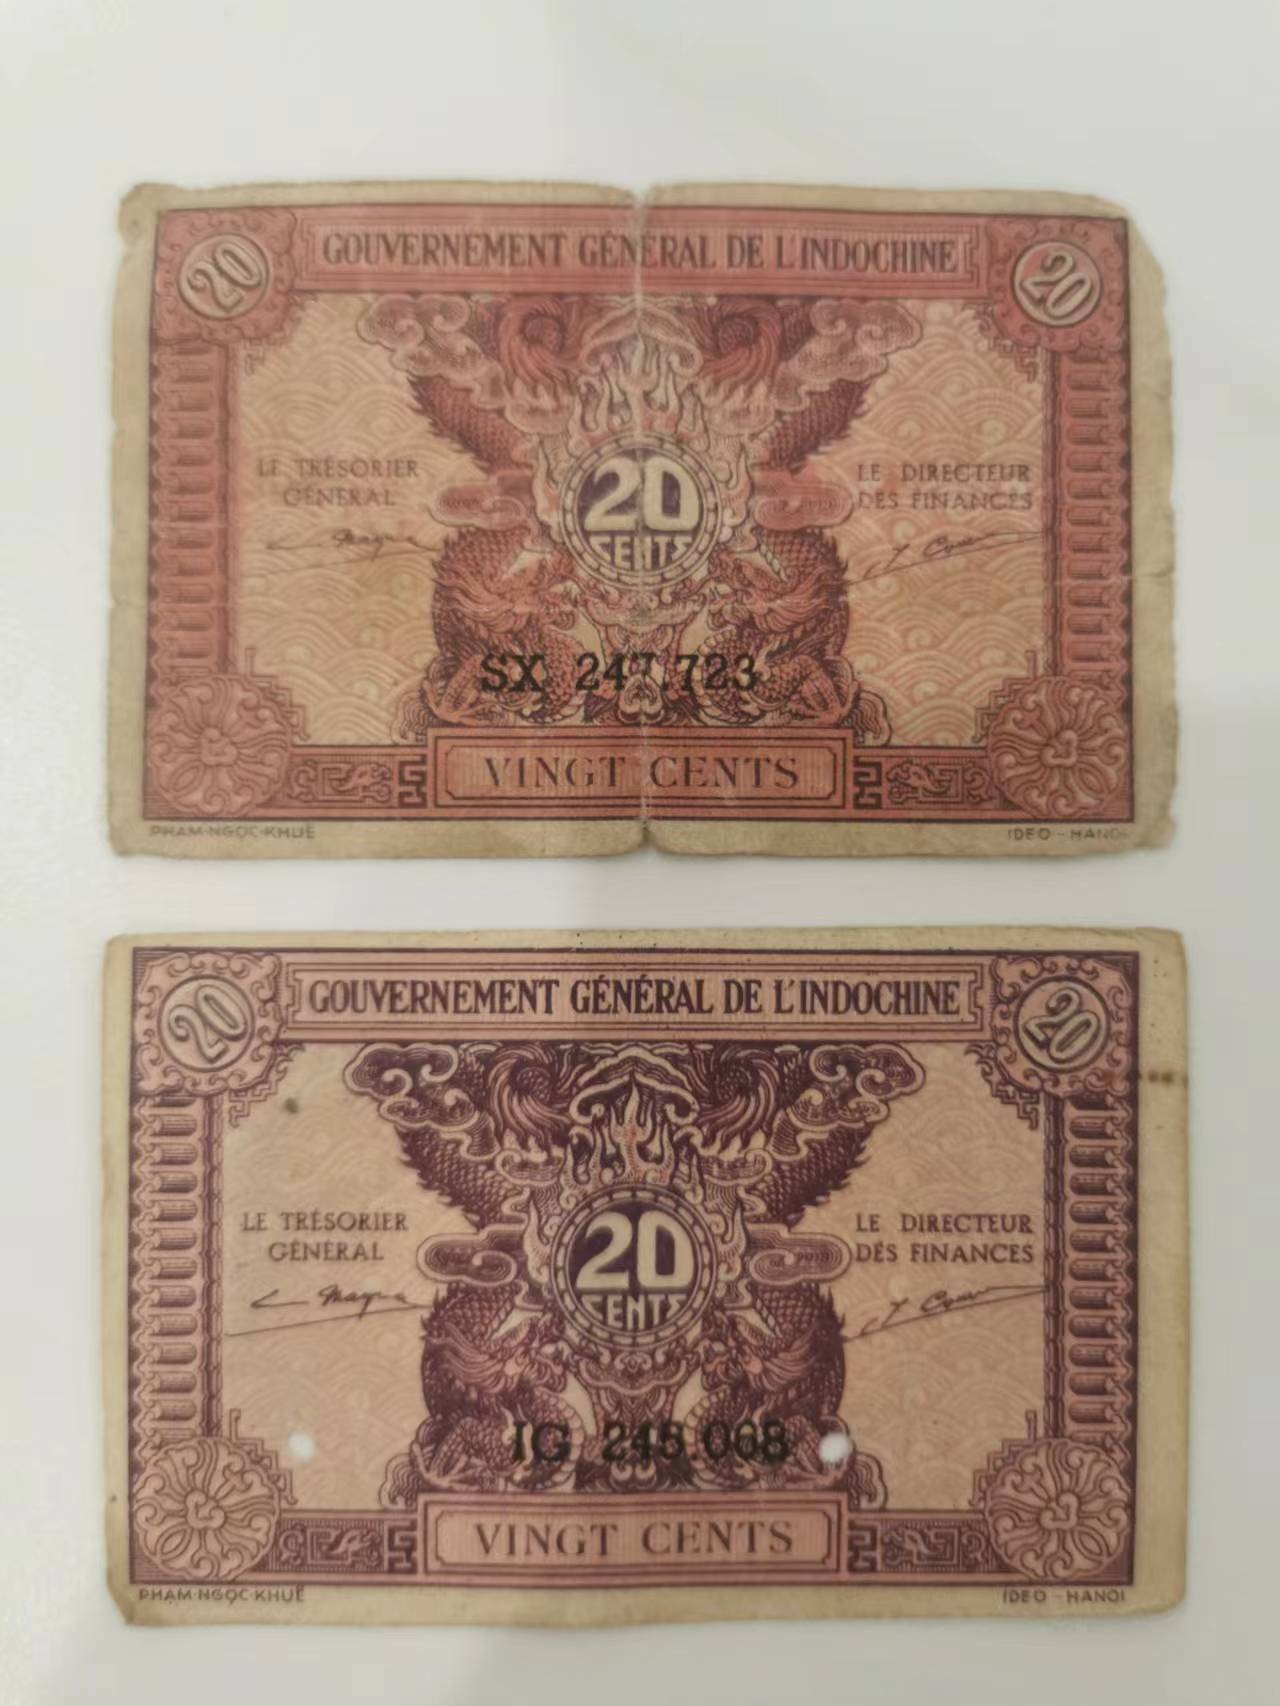 20 GOUVERNEMENT GÉNÉRAL DE L'INDOCHINE 20
LE TRÉSORIER
GÉNÉRAL
20
CENTS
LE DIRECTEUR
DES FINANCES
SX 247.723
VINGT CENTS
PHAM-NGỌC-KHUÊ
IDEO - HANOI
20 GOUVERNEMENT GÉNÉRAL DE L'INDOCHINE 20
LE TRÉSORIER
GÉNÉRAL
20
CENTS
LE DIRECTEUR
DES FINANCES
IG 248.068
VINGT CENTS
PHAM-NGỌC-KHUÊ
IDEO - HANOI